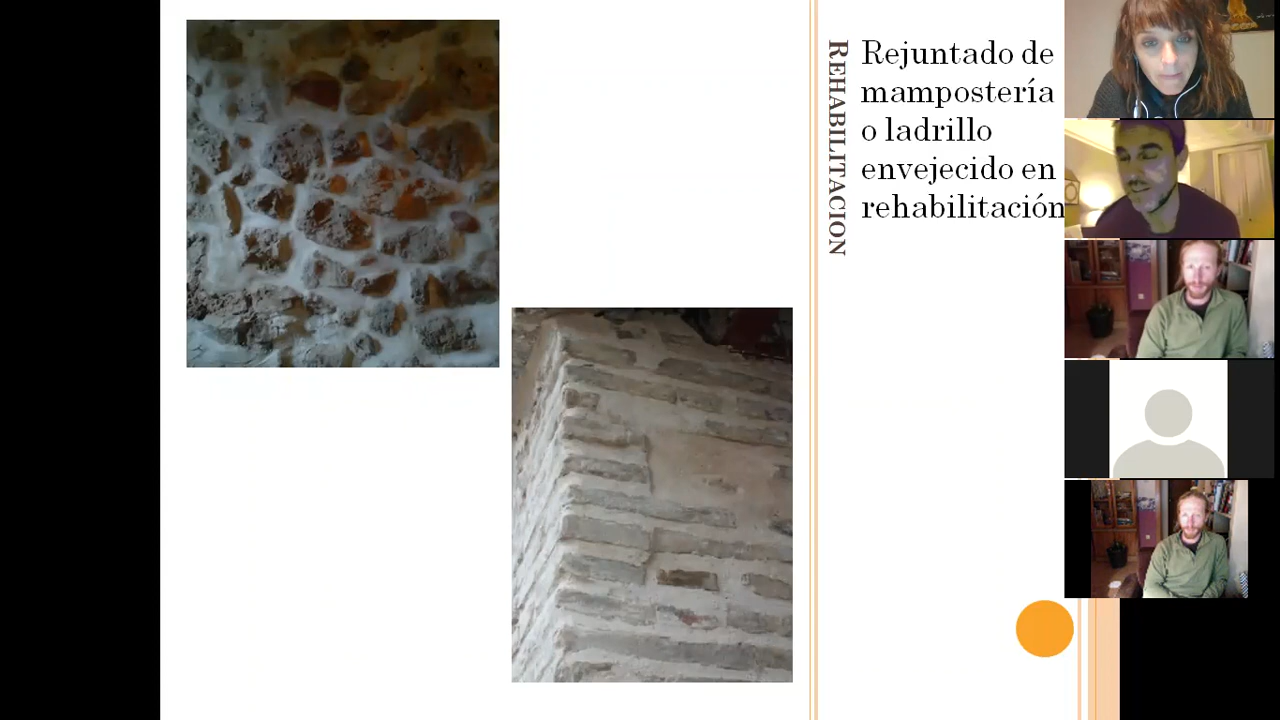 REHABILITACION
Rejuntado de
mampostería
o ladrillo
envejecido en
rehabilitación